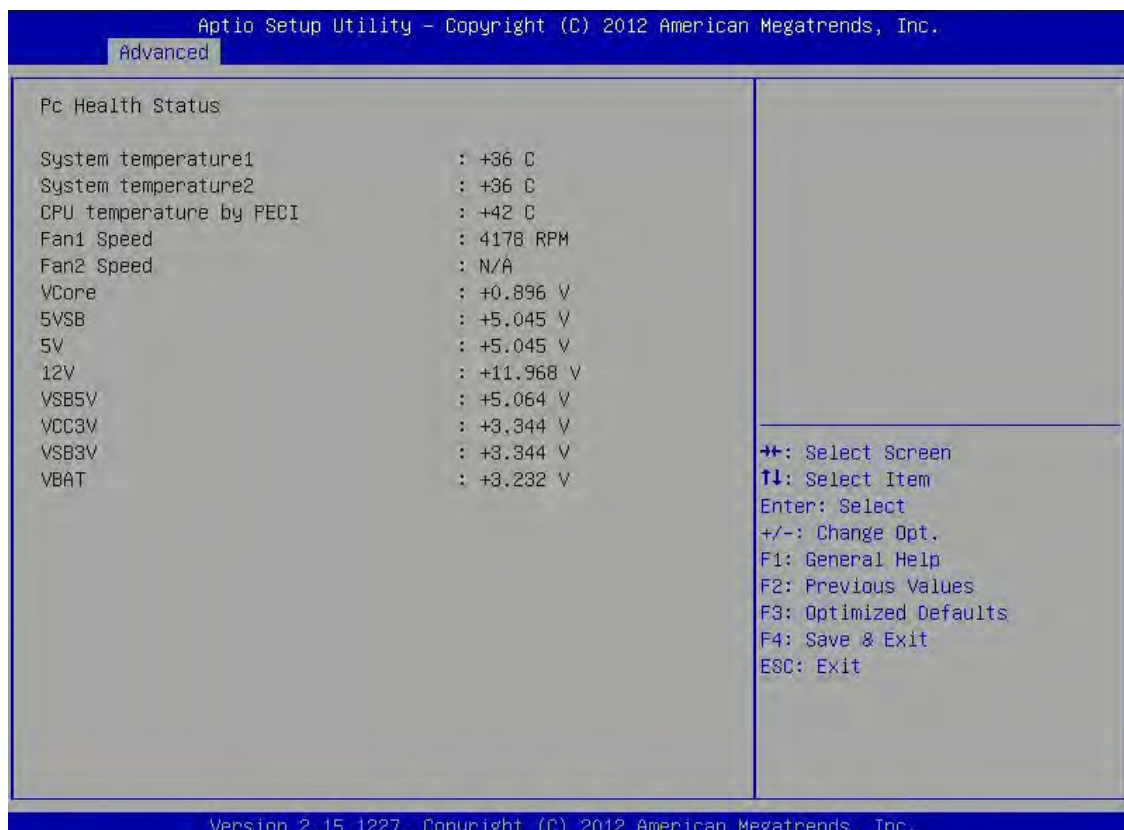 Aptio Setup Utility – Copyright (C) 2012 American Megatrends, Inc.
Advanced
Pc Health Status
System temperature1 : +36 C
System temperature2 : +36 C
CPU temperature by PECI : +42 C
Fan1 Speed : 4178 RPM
Fan2 Speed : N/A
VCore : +0.896 V
5VSB : +5.045 V
5V : +5.045 V
12V : +11.968 V
VSB5V : +5.064 V
VCC3V : +3.344 V
VSB3V : +3.344 V
VBAT : +3.232 V
→←: Select Screen
↑↓: Select Item
Enter: Select
+/-: Change Opt.
F1: General Help
F2: Previous Values
F3: Optimized Defaults
F4: Save & Exit
ESC: Exit
Version 2.15.1227. Copyright (C) 2012 American Megatrends, Inc.